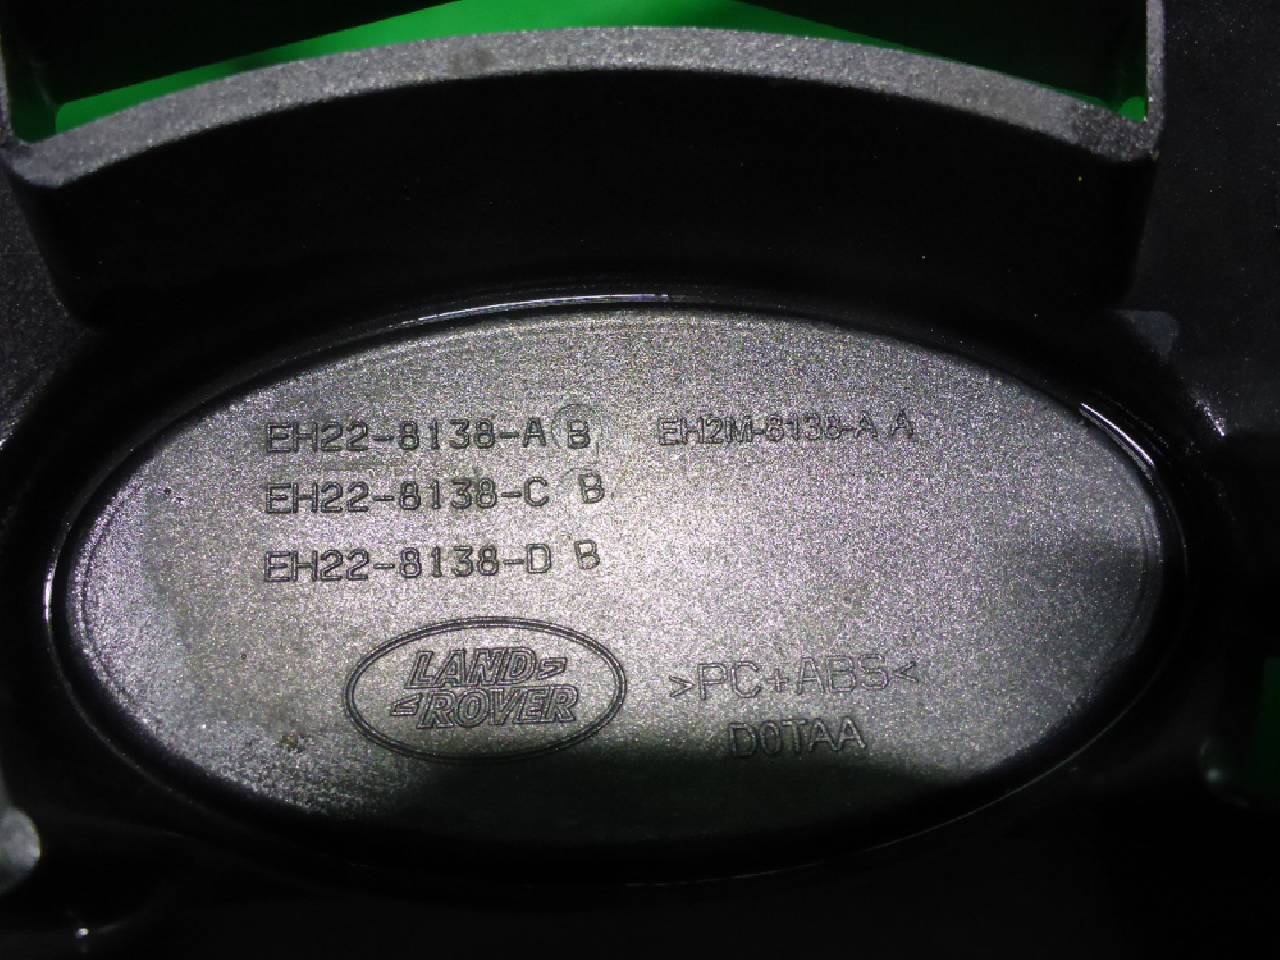 EH22-8138-A B EH2M-8138-A A
EH22-8138-C B
EH22-8138-D B
LAND
ROVER
>PC+ABS<
D0TAA